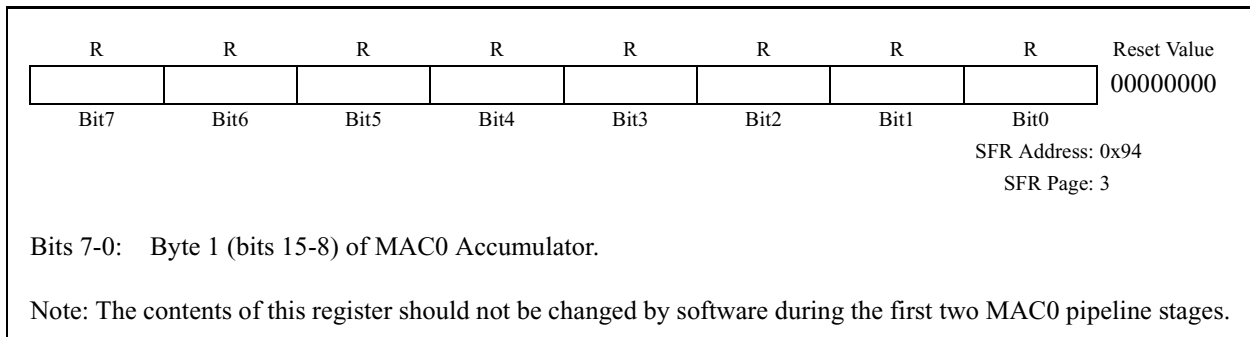 R R R R R R R R Reset Value
00000000
Bit7 Bit6 Bit5 Bit4 Bit3 Bit2 Bit1 Bit0
SFR Address: 0x94
SFR Page: 3
Bits 7-0: Byte 1 (bits 15-8) of MAC0 Accumulator.
Note: The contents of this register should not be changed by software during the first two MAC0 pipeline stages.